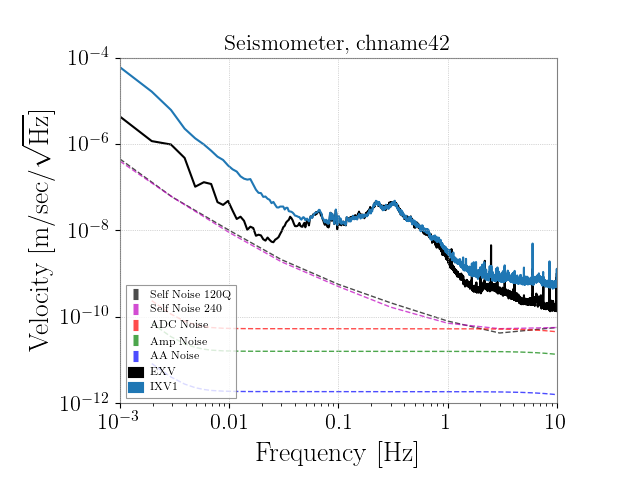 Seismometer, chname42
Velocity [m/sec/√Hz]
10⁻⁴
10⁻⁶
10⁻⁸
10⁻¹⁰
10⁻¹²
Self Noise 120Q
Self Noise 240
ADC Noise
Amp Noise
AA Noise
EXV
IXV1
10⁻³ 0.01 0.1 1 10
Frequency [Hz]